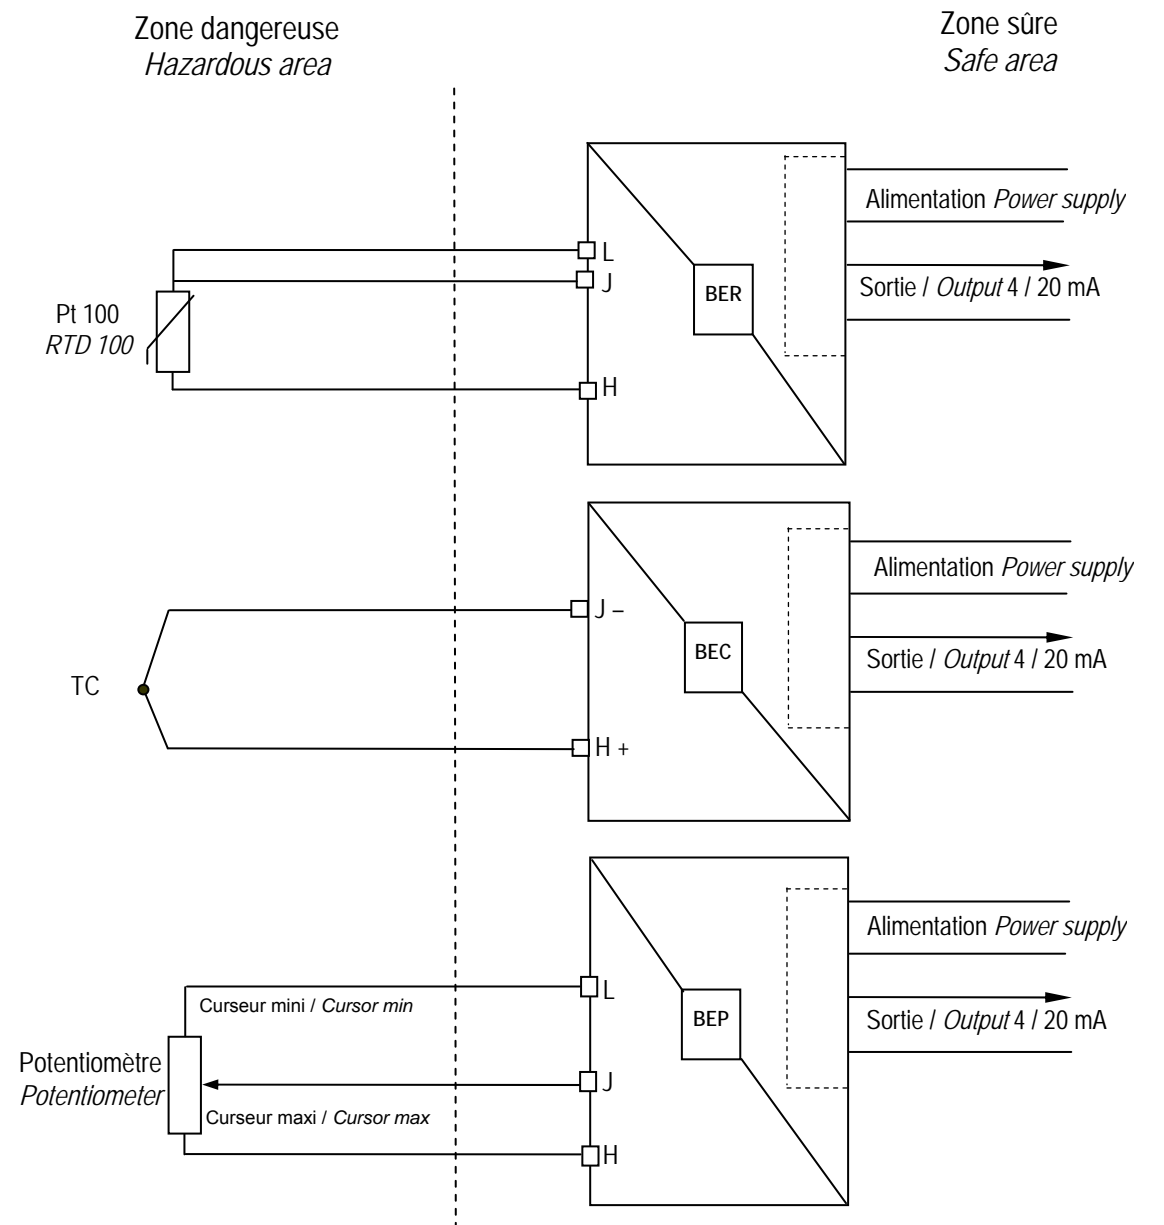 Zone dangereuse
Hazardous area
Zone sûre
Safe area
Alimentation Power supply
L
J
BER
Sortie / Output 4 / 20 mA
Pt 100
RTD 100
H
Alimentation Power supply
J –
BEC
Sortie / Output 4 / 20 mA
TC
H +
Alimentation Power supply
L
Curseur mini / Cursor min
BEP
Sortie / Output 4 / 20 mA
Potentiomètre
Potentiometer
J
Curseur maxi / Cursor max
H